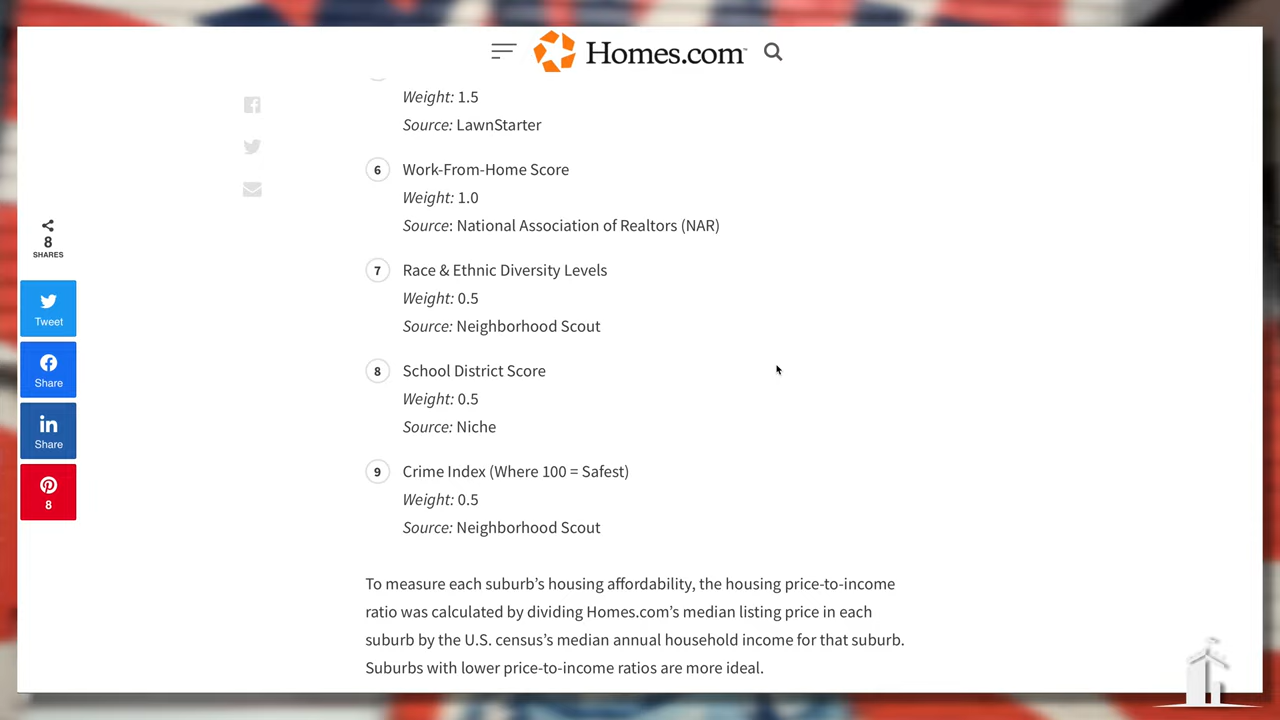 Homes.com
Weight: 1.5
Source: LawnStarter
6 Work-From-Home Score
Weight: 1.0
Source: National Association of Realtors (NAR)
7 Race & Ethnic Diversity Levels
Weight: 0.5
Source: Neighborhood Scout
8 School District Score
Weight: 0.5
Source: Niche
9 Crime Index (Where 100 = Safest)
Weight: 0.5
Source: Neighborhood Scout
To measure each suburb’s housing affordability, the housing price-to-income
ratio was calculated by dividing Homes.com’s median listing price in each
suburb by the U.S. census’s median annual household income for that suburb.
Suburbs with lower price-to-income ratios are more ideal.
8
SHARES
Tweet
Share
in
Share
8